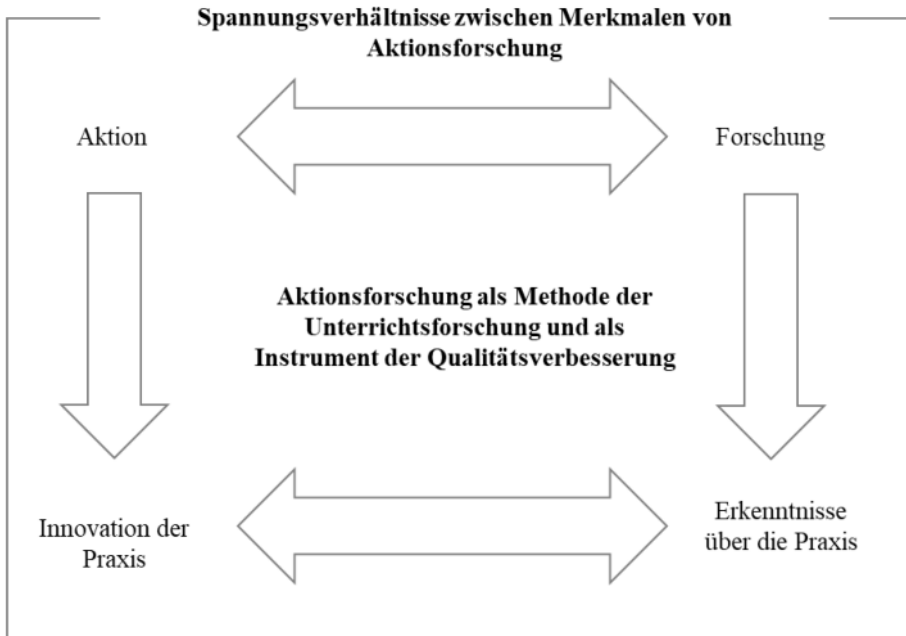 Spannungsverhältnisse zwischen Merkmalen von
Aktionsforschung
Aktion
Forschung
Aktionsforschung als Methode der
Unterrichtsforschung und als
Instrument der Qualitätsverbesserung
Innovation der
Praxis
Erkenntnisse
über die Praxis